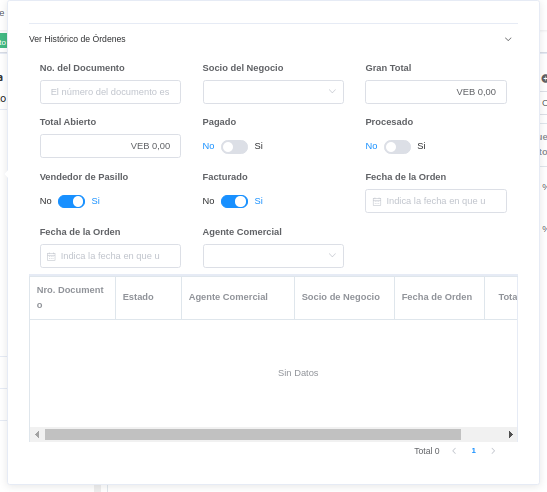 Ver Histórico de Órdenes
No. del Documento
Socio del Negocio
Gran Total
El número del documento es
VEB 0,00
Total Abierto
Pagado
Procesado
VEB 0,00
No
Si
No
Si
Vendedor de Pasillo
Facturado
Fecha de la Orden
No
Si
No
Si
Indica la fecha en que u
Fecha de la Orden
Agente Comercial
Indica la fecha en que u
Nro. Document
o
Estado
Agente Comercial
Socio de Negocio
Fecha de Orden
Tota
Sin Datos
Total 0
1